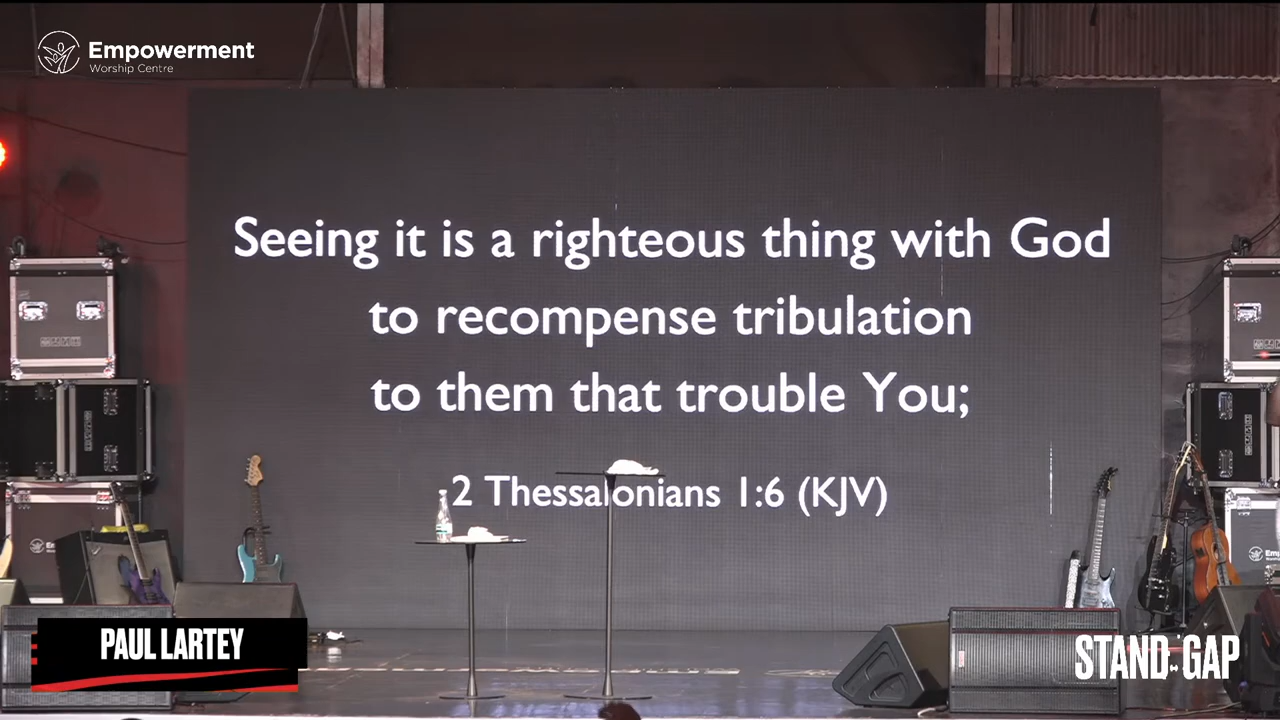 Empowerment
Worship Centre
Seeing it is a righteous thing with God
to recompense tribulation
to them that trouble You;
2 Thessalonians 1:6 (KJV)
PAUL LARTEY
STAND GAP